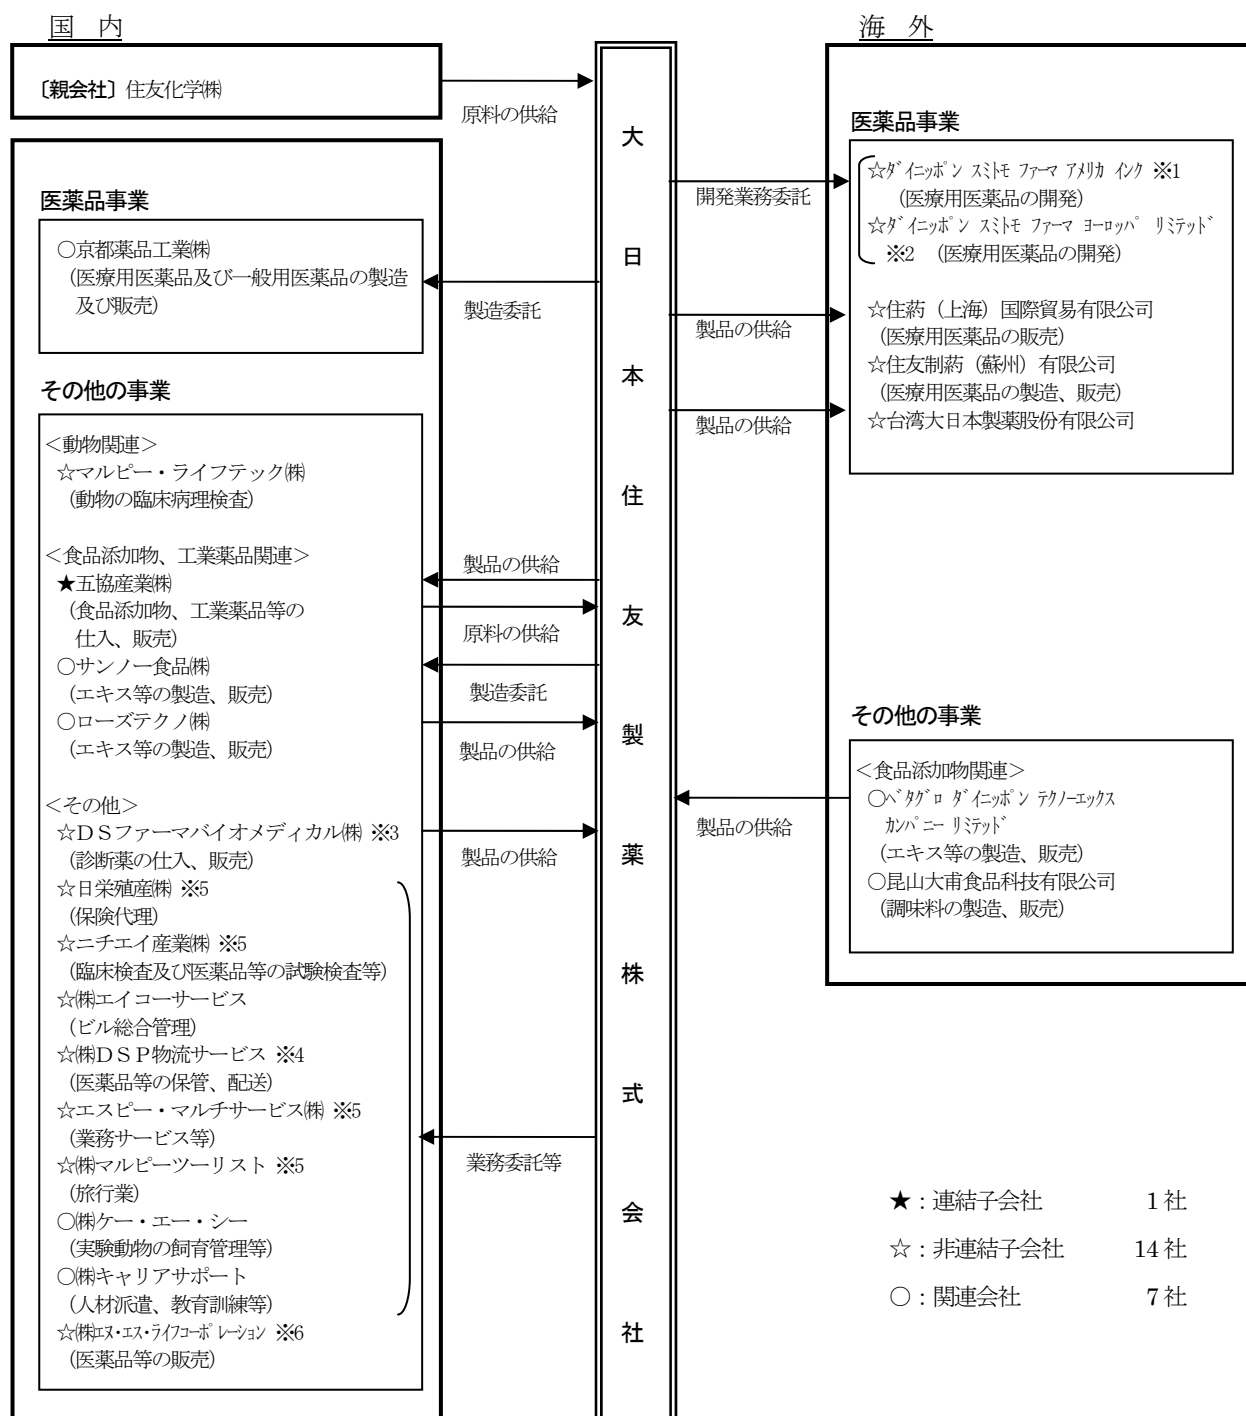 国 内
〔親会社〕住友化学㈱
原料の供給
医薬品事業
○京都薬品工業㈱
(医療用医薬品及び一般用医薬品の製造
及び販売)
製造委託
その他の事業
<動物関連>
☆マルピー・ライフテック㈱
(動物の臨床病理検査)
<食品添加物、工業薬品関連>
★五協産業㈱
(食品添加物、工業薬品等の
仕入、販売)
○サンノー食品㈱
(エキス等の製造、販売)
○ローズテクノ㈱
(エキス等の製造、販売)
製品の供給
原料の供給
製造委託
製品の供給
<その他>
☆DSファーマバイオメディカル㈱ ※3
(診断薬の仕入、販売)
製品の供給
☆日栄殖産㈱ ※5
(保険代理)
☆ニチエイ産業㈱ ※5
(臨床検査及び医薬品等の試験検査等)
☆㈱エイコーサービス
(ビル総合管理)
☆㈱DSP物流サービス ※4
(医薬品等の保管、配送)
☆エスピー・マルチサービス㈱ ※5
(業務サービス等)
☆㈱マルピーツーリスト ※5
(旅行業)
○㈱ケー・エー・シー
(実験動物の飼育管理等)
○㈱キャリアサポート
(人材派遣、教育訓練等)
業務委託等
☆㈱ｴﾇ・ｴｽ・ﾗｲﾌｺｰﾎﾟﾚｰｼｮﾝ ※6
(医薬品等の販売)
大
日
本
住
友
製
薬
株
式
会
社
海 外
医薬品事業
開発業務委託
☆ﾀﾞｲﾆｯﾎﾟﾝ ｽﾐﾄﾓ ﾌｧｰﾏ ｱﾒﾘｶ ｲﾝｸ ※1
(医療用医薬品の開発)
☆ﾀﾞｲﾆｯﾎﾟﾝ ｽﾐﾄﾓ ﾌｧｰﾏ ﾖｰﾛｯﾊﾟ ﾘﾐﾃｯﾄﾞ
※2 (医療用医薬品の開発)
製品の供給
☆住葯(上海)国際貿易有限公司
(医療用医薬品の販売)
☆住友制葯(蘇州)有限公司
(医療用医薬品の製造、販売)
製品の供給
☆台湾大日本製薬股份有限公司
その他の事業
<食品添加物関連>
製品の供給
○ﾍﾞﾀｸﾞﾛ ﾀﾞｲﾆｯﾎﾟﾝ ﾃｸﾉｰｴｯｸｽ
ｶﾝﾊﾟﾆｰ ﾘﾐﾃｯﾄﾞ
(エキス等の製造、販売)
○昆山大甫食品科技有限公司
(調味料の製造、販売)
★：連結子会社 1社
☆：非連結子会社 14社
○：関連会社 7社